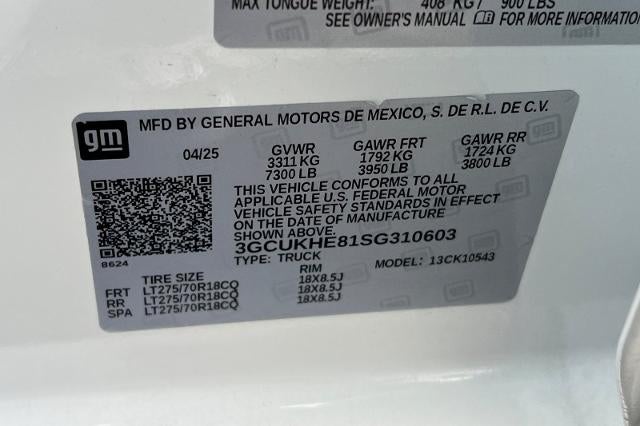 MAX TONGUE WEIGHT: 408 KG / 900 LBS
SEE OWNER'S MANUAL FOR MORE INFORMATION.
gm
MFD BY GENERAL MOTORS DE MEXICO, S. DE R.L. DE C.V.
04/25 GVWR GAWR FRT GAWR RR
3311 KG 1792 KG 1724 KG
7300 LB 3950 LB 3800 LB
THIS VEHICLE CONFORMS TO ALL
APPLICABLE U.S. FEDERAL MOTOR
VEHICLE SAFETY STANDARDS IN EFFECT
ON THE DATE OF MANUFACTURE
3GCUKHE81SG310603
8624
TYPE: TRUCK MODEL: 13CK10543
TIRE SIZE RIM
FRT LT275/70R18CQ 18X8.5J
RR LT275/70R18CQ 18X8.5J
SPA LT275/70R18CQ 18X8.5J